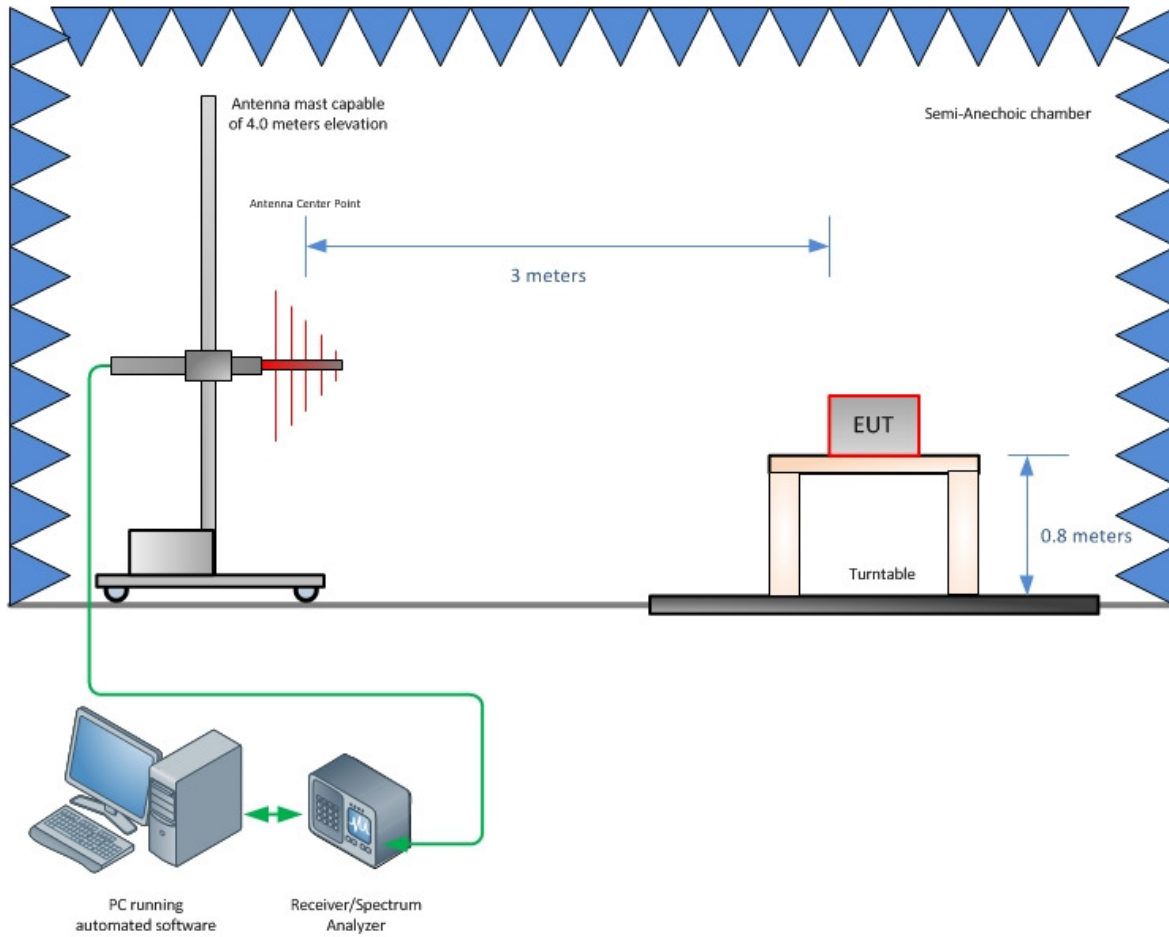 Antenna mast capable
of 4.0 meters elevation
Semi-Anechoic chamber
Antenna Center Point
3 meters
EUT
0.8 meters
Turntable
PC running
automated software
Receiver/Spectrum
Analyzer